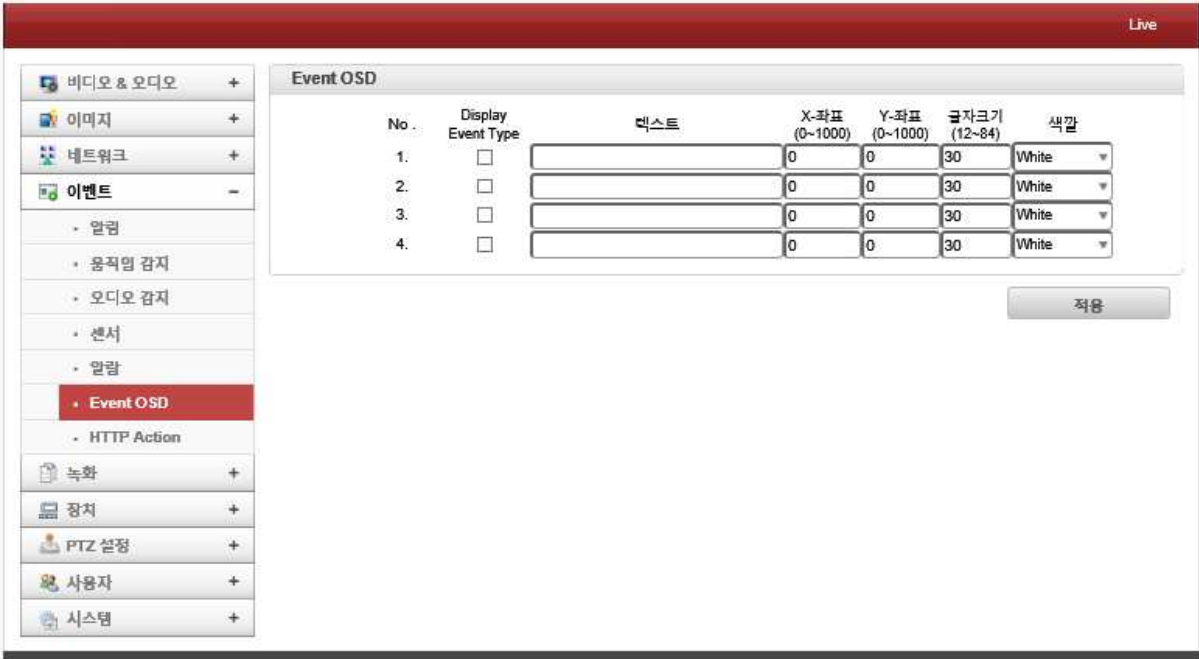 Live
비디오 & 오디오 +
이미지 +
네트워크 +
이벤트 -
알림
움직임 감지
오디오 감지
센서
알람
Event OSD
HTTP Action
녹화 +
장치 +
PTZ 설정 +
사용자 +
시스템 +
Event OSD
No . Display Event Type 텍스트 X-좌표 (0~1000) Y-좌표 (0~1000) 글자크기 (12~84) 색깔
1. 0 0 30 White
2. 0 0 30 White
3. 0 0 30 White
4. 0 0 30 White
적용